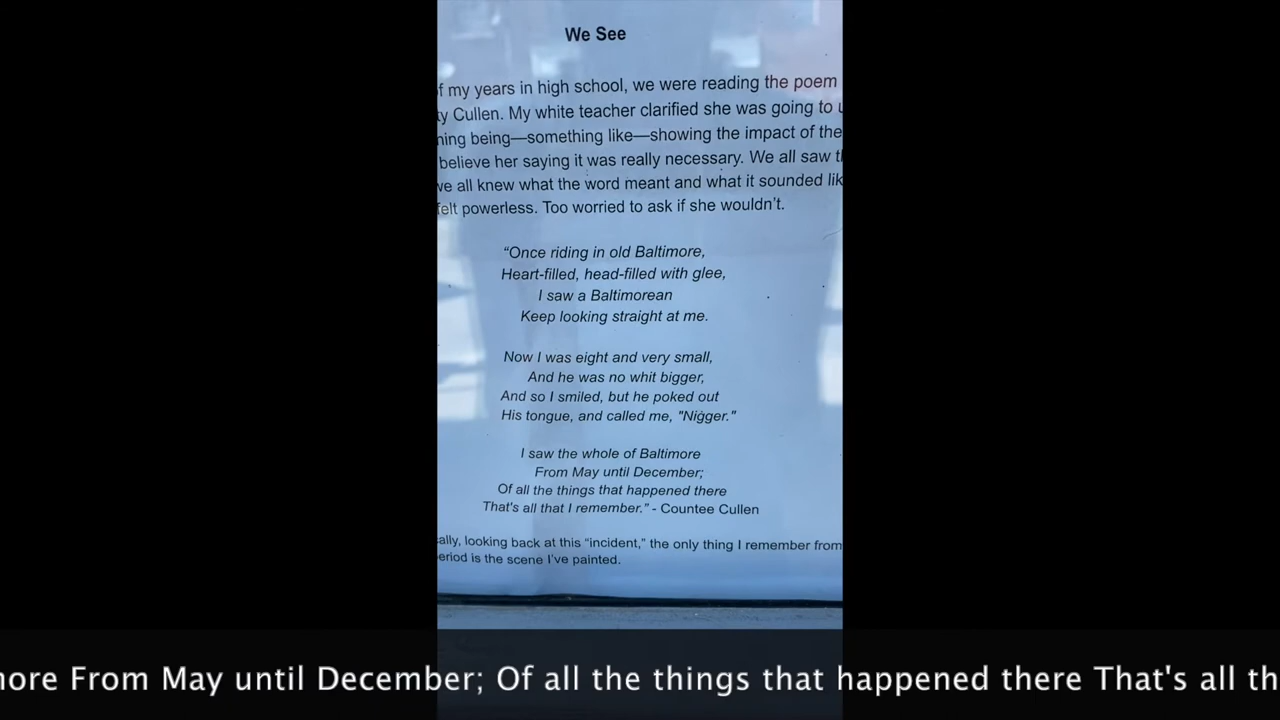 We See
my years in high school, we were reading the poem
Cullen. My white teacher clarified she was going to
being—something like—showing the impact of the
believe her saying it was really necessary. We all saw
we all knew what the word meant and what it sounded
felt powerless. Too worried to ask if she wouldn't.
“Once riding in old Baltimore,
Heart-filled, head-filled with glee,
I saw a Baltimorean
Keep looking straight at me.
Now I was eight and very small,
And he was no whit bigger,
And so I smiled, but he poked out
His tongue, and called me, "Nigger."
I saw the whole of Baltimore
From May until December;
Of all the things that happened there
That's all that I remember.” - Countee Cullen
looking back at this “incident,” the only thing I remember from
is the scene I've painted.
From May until December; Of all the things that happened there That's all